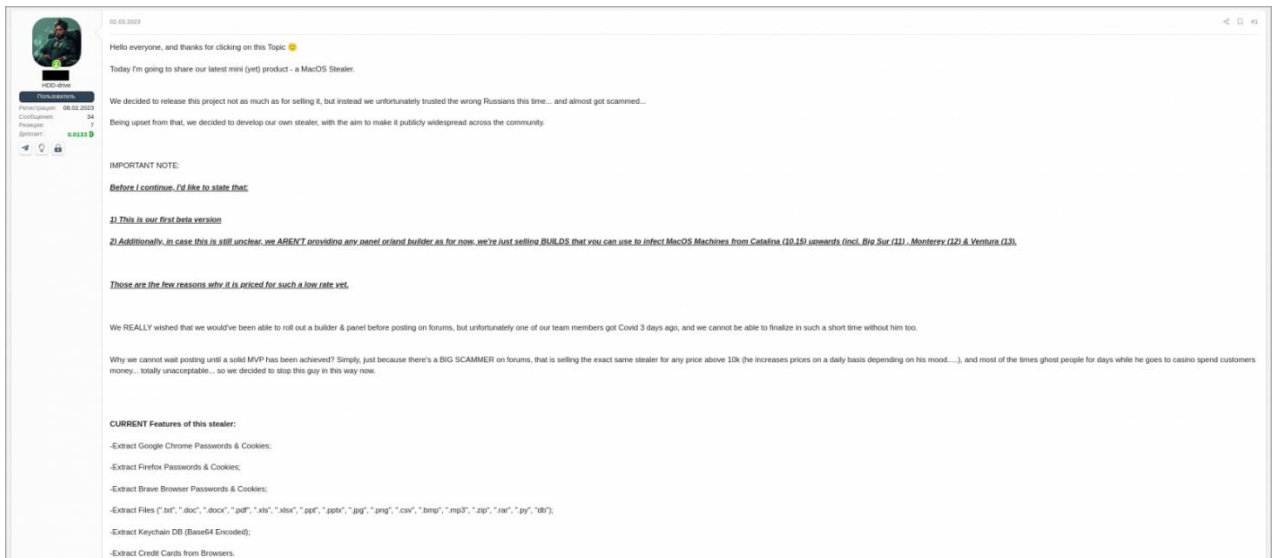 02.03.2023
#1
HDD-drive
Пользователь
Регистрация: 08.02.2023
Сообщения: 34
Реакции: 7
Депозит: 0.0133 ₿
Hello everyone, and thanks for clicking on this Topic 🙂
Today I'm going to share our latest mini (yet) product - a MacOS Stealer.
We decided to release this project not as much as for selling it, but instead we unfortunately trusted the wrong Russians this time... and almost got scammed...
Being upset from that, we decided to develop our own stealer, with the aim to make it publicly widespread across the community.
IMPORTANT NOTE:
Before I continue, I'd like to state that:
1) This is our first beta version
2) Additionally, in case this is still unclear, we AREN'T providing any panel or/and builder as for now, we're just selling BUILDS that you can use to infect MacOS Machines from Catalina (10.15) upwards (incl. Big Sur (11) , Monterey (12) & Ventura (13).
Those are the few reasons why it is priced for such a low rate yet.
We REALLY wished that we would've been able to roll out a builder & panel before posting on forums, but unfortunately one of our team members got Covid 3 days ago, and we cannot be able to finalize in such a short time without him too.
Why we cannot wait posting until a solid MVP has been achieved? Simply, just because there's a BIG SCAMMER on forums, that is selling the exact same stealer for any price above 10k (he increases prices on a daily basis depending on his mood.....), and most of the times ghost people for days while he goes to casino spend customers
money... totally unacceptable... so we decided to stop this guy in this way now.
CURRENT Features of this stealer:
-Extract Google Chrome Passwords & Cookies;
-Extract Firefox Passwords & Cookies;
-Extract Brave Browser Passwords & Cookies;
-Extract Files (".txt", ".doc", ".docx", ".pdf", ".xls", ".xlsx", ".ppt", ".pptx", ".jpg", ".png", ".csv", ".bmp", ".mp3", ".zip", ".rar", ".py", "db");
-Extract Keychain DB (Base64 Encoded);
-Extract Credit Cards from Browsers.